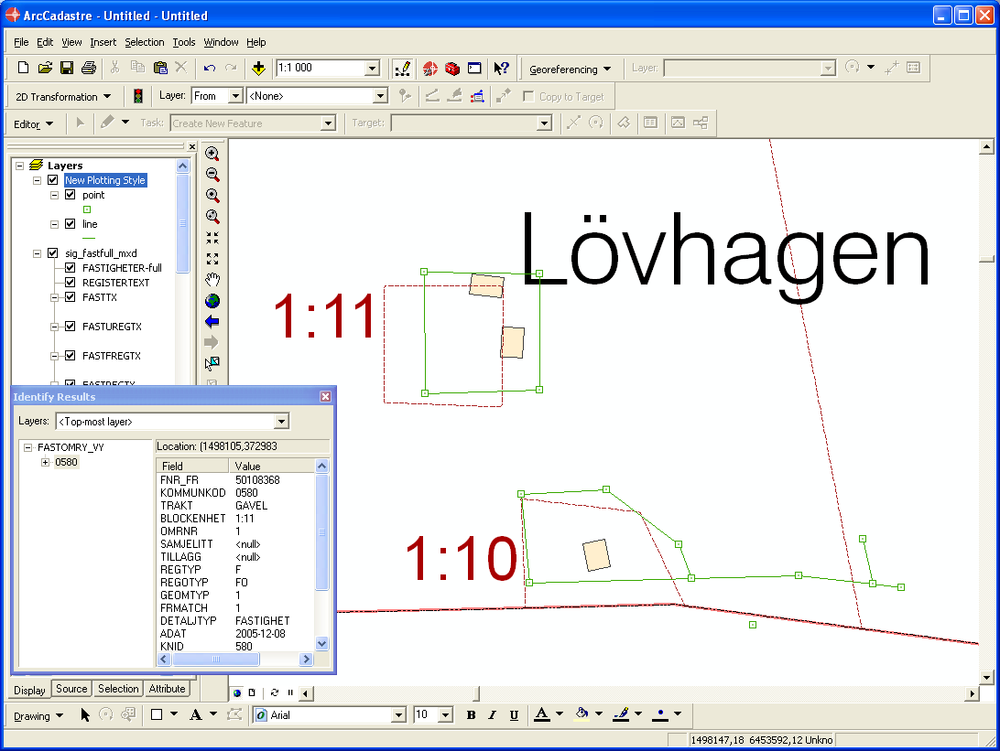 ArcCadastre - Untitled - Untitled
File Edit View Insert Selection Tools Window Help
1:1 000 Georeferencing Layer:
2D Transformation Layer: From <None> Copy to Target
Editor Task: Create New Feature Target:
Layers
New Plotting Style
point
line
sig_fastfull_mxd
FASTIGHETER-full
REGISTERTEXT
FASTTX
FASTUREGTX
FASTFREGTX
Lövhagen
1:11
1:10
Identify Results
Layers: <Top-most layer>
FASTOMRY_VY
0580
Location: (1498105,372983
Field Value
FNR_FR 50108368
KOMMUNKOD 0580
TRAKT GAVEL
BLOCKENHET 1:11
OMRNR 1
SAMJELITT <null>
TILLAGG <null>
REGTYP F
REGOTYP FO
GEOMTYP 1
FRMATCH 1
DETALJTYP FASTIGHET
ADAT 2005-12-08
KNID 580
Display Source Selection Attribute
Drawing A Arial 10 B I U A
1498147,18 6453592,12 Unkno